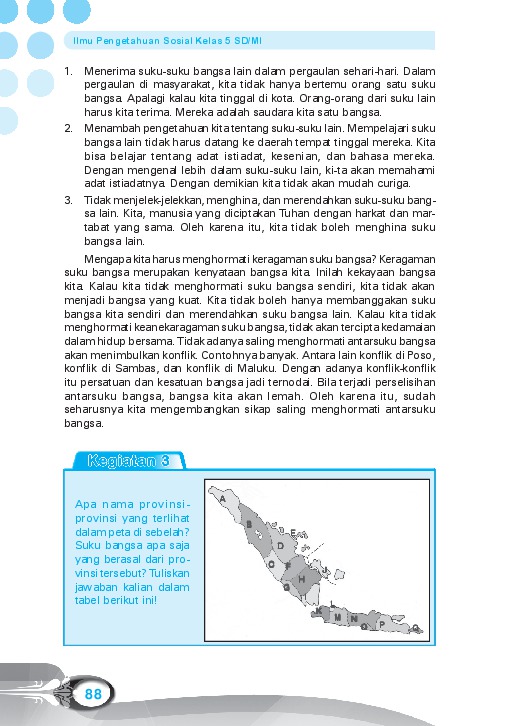 Ilmu Pengetahuan Sosial Kelas 5 SD/MI
1. Menerima suku-suku bangsa lain dalam pergaulan sehari-hari. Dalam
pergaulan di masyarakat, kita tidak hanya bertemu orang satu suku
bangsa. Apalagi kalau kita tinggal di kota. Orang-orang dari suku lain
harus kita terima. Mereka adalah saudara kita satu bangsa.
2. Menambah pengetahuan kita tentang suku-suku lain. Mempelajari suku
bangsa lain tidak harus datang ke daerah tempat tinggal mereka. Kita
bisa belajar tentang adat istiadat, kesenian, dan bahasa mereka.
Dengan mengenal lebih dalam suku-suku lain, ki-ta akan memahami
adat istiadatnya. Dengan demikian kita tidak akan mudah curiga.
3. Tidak menjelek-jelekkan, menghina, dan merendahkan suku-suku bang-
sa lain. Kita, manusia yang diciptakan Tuhan dengan harkat dan mar-
tabat yang sama. Oleh karena itu, kita tidak boleh menghina suku
bangsa lain.
Mengapa kita harus menghormati keragaman suku bangsa? Keragaman
suku bangsa merupakan kenyataan bangsa kita. Inilah kekayaan bangsa
kita. Kalau kita tidak menghormati suku bangsa sendiri, kita tidak akan
menjadi bangsa yang kuat. Kita tidak boleh hanya membanggakan suku
bangsa kita sendiri dan merendahkan suku bangsa lain. Kalau kita tidak
menghormati keanekaragaman suku bangsa, tidak akan tercipta kedamaian
dalam hidup bersama. Tidak adanya saling menghormati antarsuku bangsa
akan menimbulkan konflik. Contohnya banyak. Antara lain konflik di Poso,
konflik di Sambas, dan konflik di Maluku. Dengan adanya konflik-konflik
itu persatuan dan kesatuan bangsa jadi ternodai. Bila terjadi perselisihan
antarsuku bangsa, bangsa kita akan lemah. Oleh karena itu, sudah
seharusnya kita mengembangkan sikap saling menghormati antarsuku
bangsa.
Kegiatan 3
Apa nama provinsi-
provinsi yang terlihat
dalam peta di sebelah?
Suku bangsa apa saja
yang berasal dari pro-
vinsi tersebut? Tuliskan
jawaban kalian dalam
tabel berikut ini!
A
B
E
D
C
F
J
H
G
K
L
M
N
O
P
Q
88